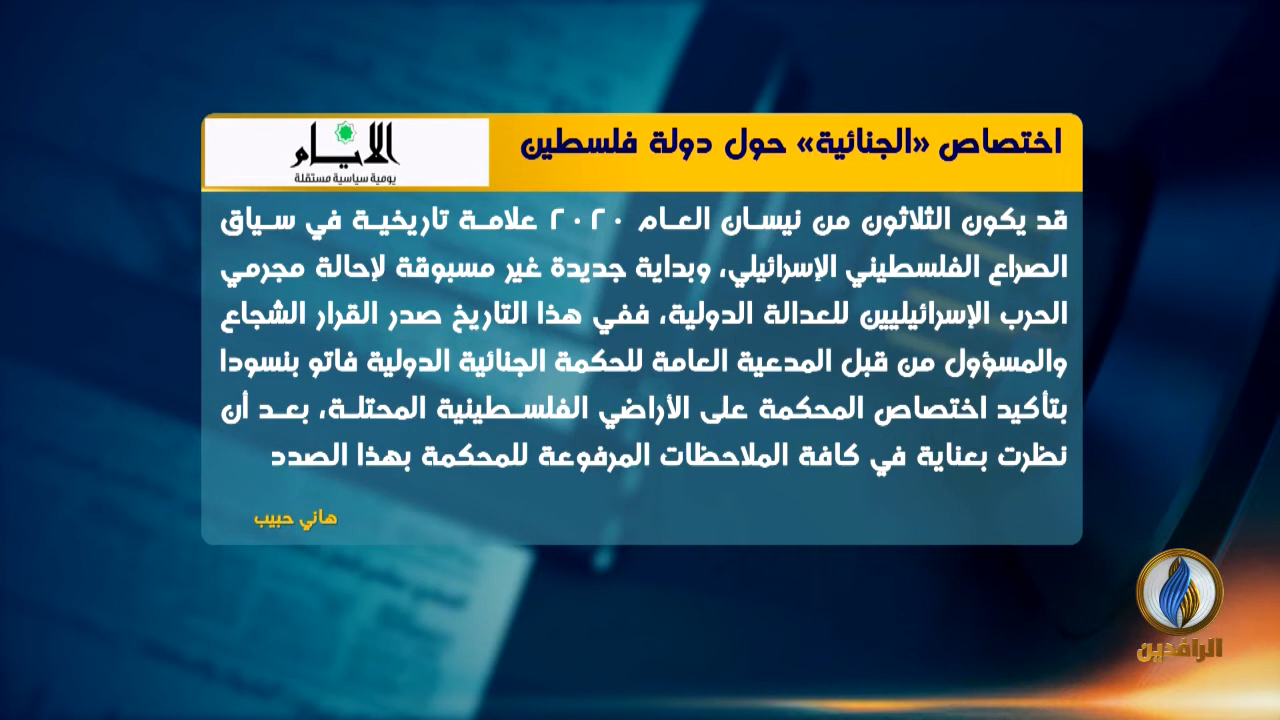 اختصاص «الجنائية» حول دولة فلسطين
الايام
يومية سياسية مستقلة
قد يكون الثلاثون من نيسان العام ٢٠٢٠ علامة تاريخية في سياق
الصراع الفلسطيني الإسرائيلي، وبداية جديدة غير مسبوقة لإحالة مجرمي
الحرب الإسرائيليين للعدالة الدولية، ففي هذا التاريخ صدر القرار الشجاع
والمسؤول من قبل المدعية العامة للحكمة الجنائية الدولية فاتو بنسودا
بتأكيد اختصاص المحكمة على الأراضي الفلسطينية المحتلة، بعد أن
نظرت بعناية في كافة الملاحظات المرفوعة للمحكمة بهذا الصدد
هاني حبيب
الرافدين